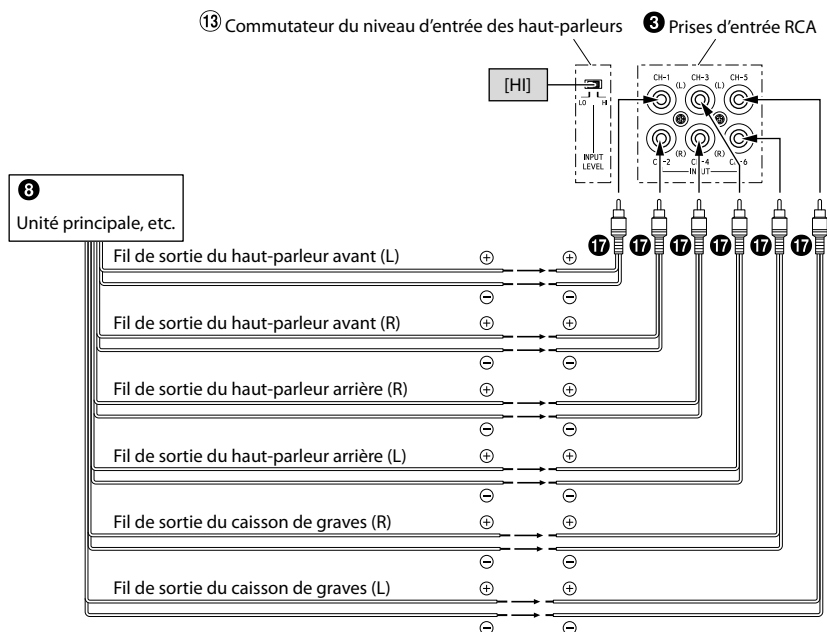 ⑬ Commutateur du niveau d'entrée des haut-parleurs
❸ Prises d'entrée RCA
[HI]
LO HI
INPUT
LEVEL
CH-1 CH-3 CH-5
(L) (L)
(R) (R)
CH-2 CH-4 CH-6
INPUT
❽
Unité principale, etc.
⓱ ⓱ ⓱ ⓱ ⓱ ⓱
Fil de sortie du haut-parleur avant (L) ⊕ ⊕
⊖ ⊖
Fil de sortie du haut-parleur avant (R) ⊕ ⊕
⊖ ⊖
Fil de sortie du haut-parleur arrière (R) ⊕ ⊕
⊖ ⊖
Fil de sortie du haut-parleur arrière (L) ⊕ ⊕
⊖ ⊖
Fil de sortie du caisson de graves (R) ⊕ ⊕
⊖ ⊖
Fil de sortie du caisson de graves (L) ⊕ ⊕
⊖ ⊖